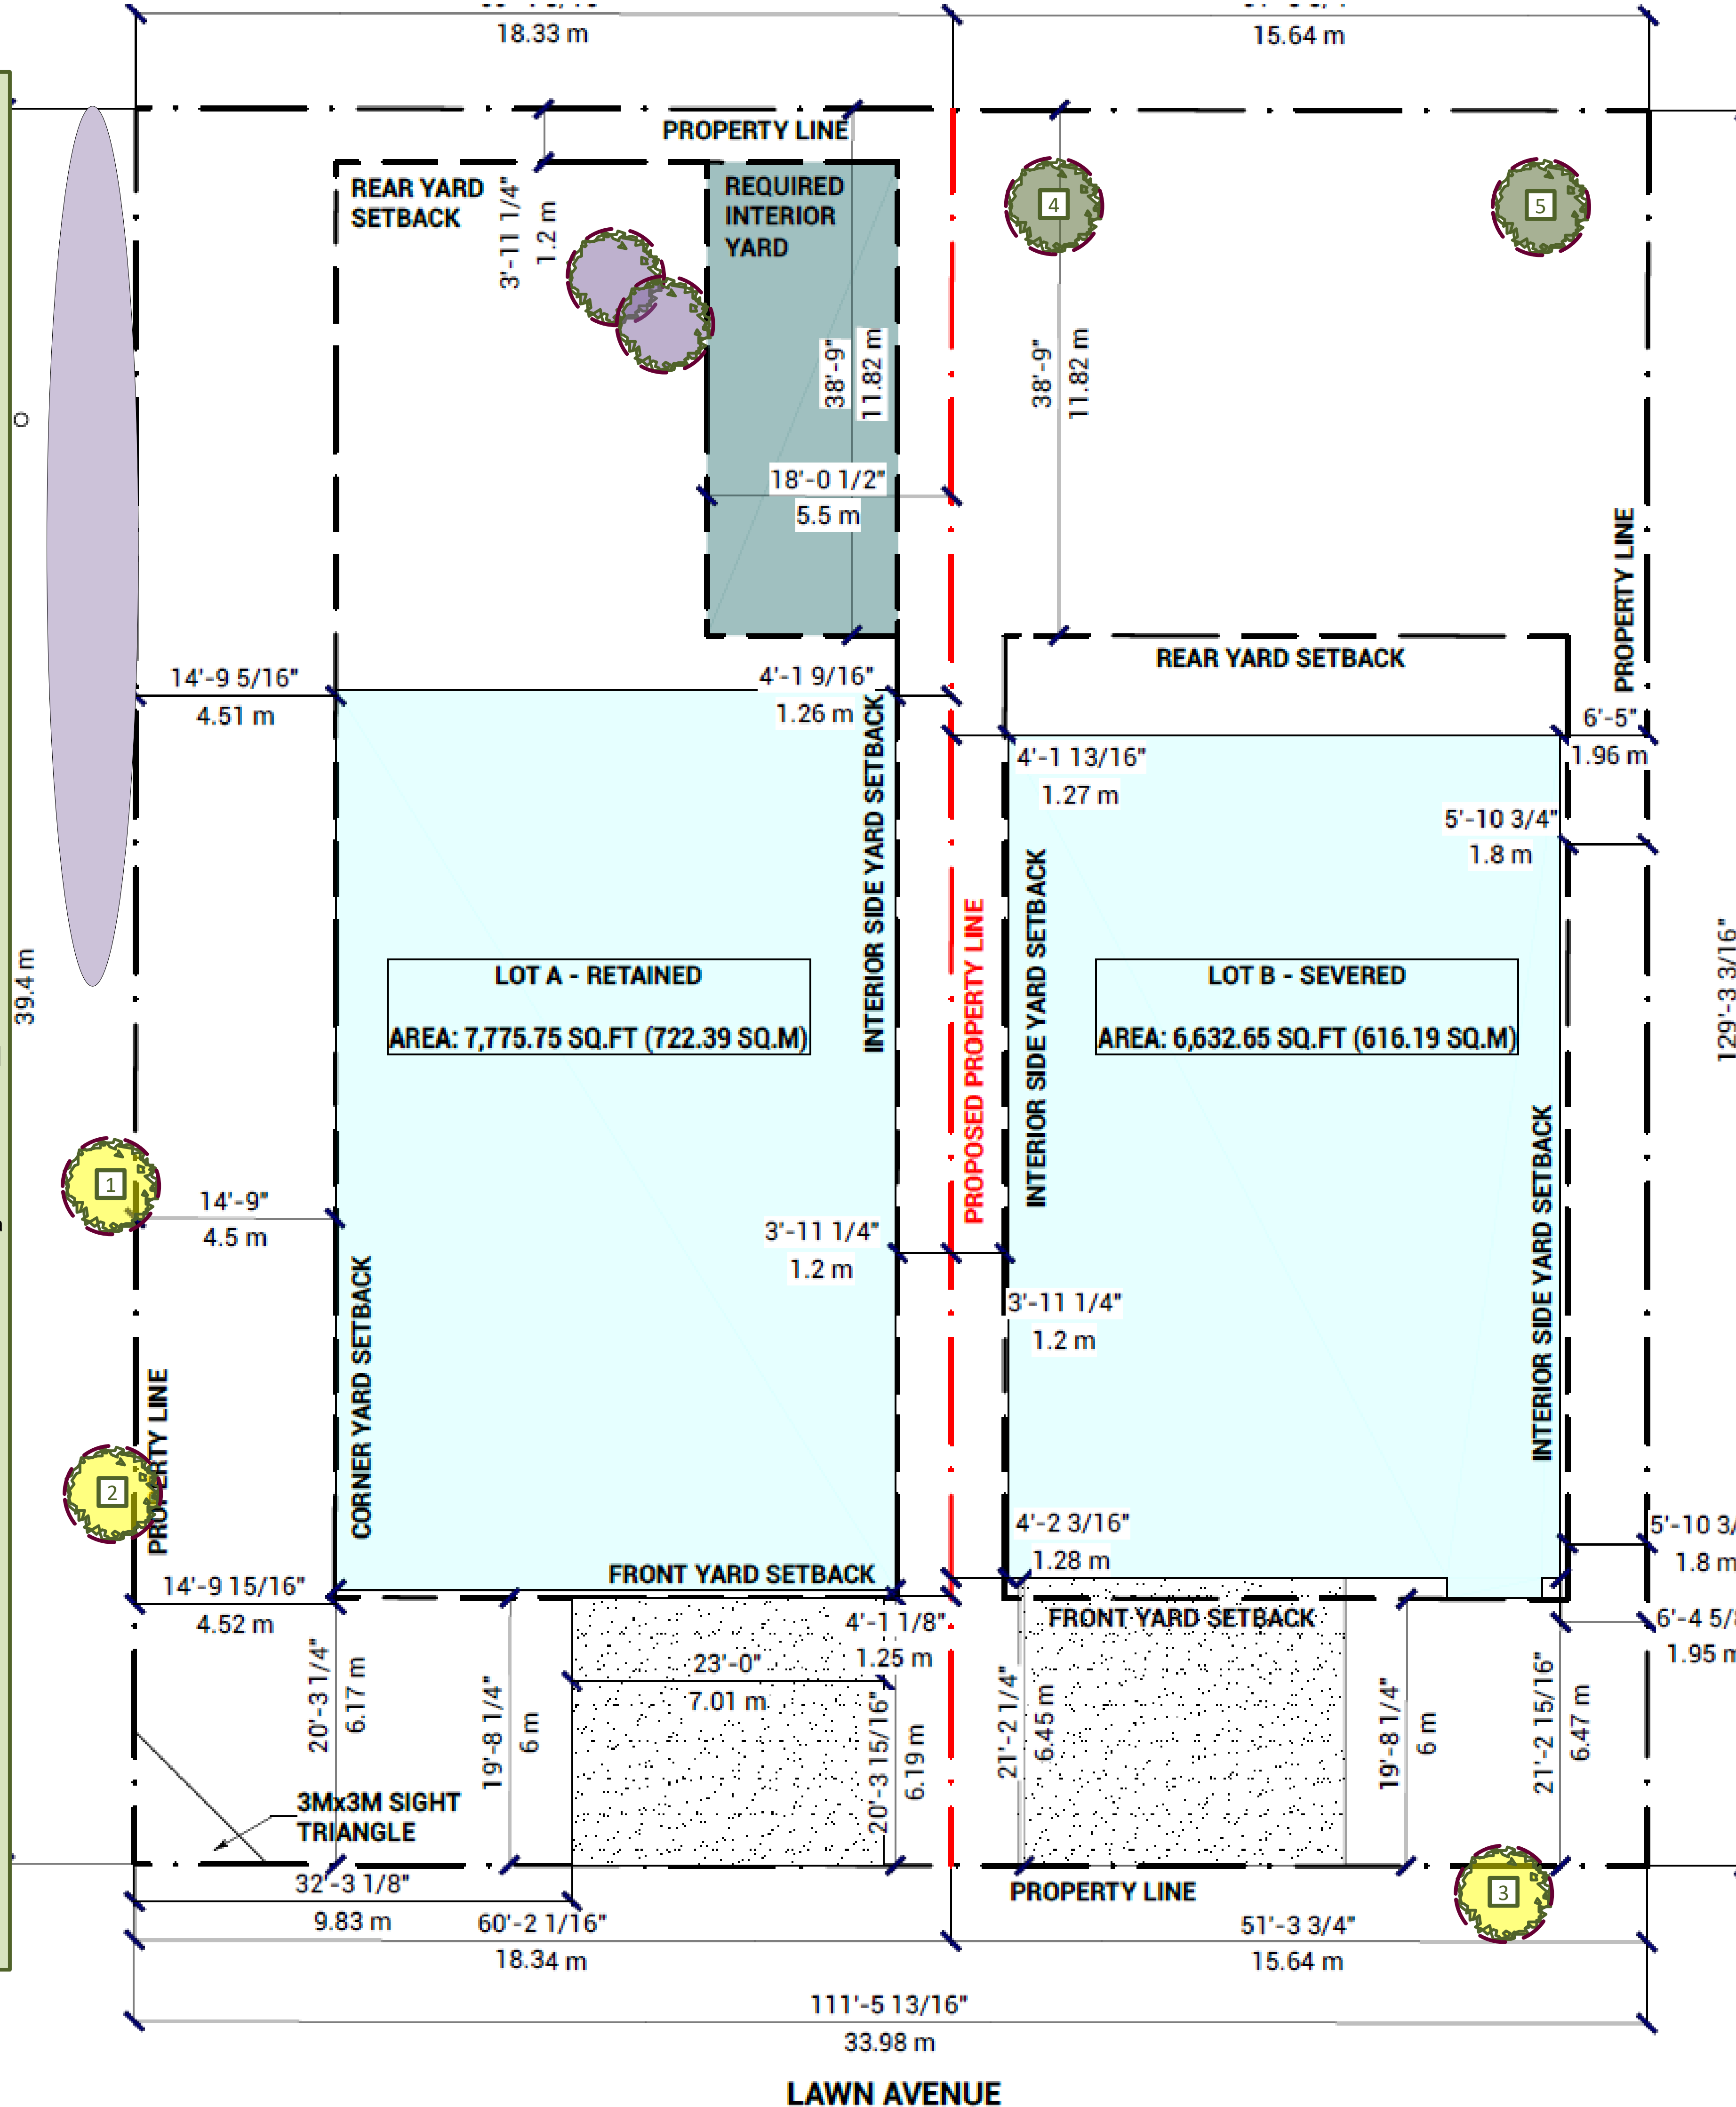 18.33 m
15.64 m
PROPERTY LINE
REAR YARD
SETBACK
3'-11 1/4"
1.2 m
REQUIRED
INTERIOR
YARD
4
5
38'-9"
11.82 m
38'-9"
11.82 m
18'-0 1/2"
5.5 m
PROPERTY LINE
REAR YARD SETBACK
14'-9 5/16"
4.51 m
4'-1 9/16"
1.26 m
6'-5"
1.96 m
4'-1 13/16"
1.27 m
5'-10 3/4"
1.8 m
INTERIOR SIDE YARD SETBACK
PROPOSED PROPERTY LINE
INTERIOR SIDE YARD SETBACK
39.4 m
129'-3 3/16"
LOT A - RETAINED
AREA: 7,775.75 SQ.FT (722.39 SQ.M)
LOT B - SEVERED
AREA: 6,632.65 SQ.FT (616.19 SQ.M)
1
14'-9"
4.5 m
3'-11 1/4"
1.2 m
3'-11 1/4"
1.2 m
INTERIOR SIDE YARD SETBACK
CORNER YARD SETBACK
PROPERTY LINE
2
4'-2 3/16"
1.28 m
5'-10 3/
1.8 m
FRONT YARD SETBACK
14'-9 15/16"
4.52 m
4'-1 1/8"
1.25 m
FRONT YARD SETBACK
6'-4 5/8
1.95 m
20'-3 1/4"
6.17 m
19'-8 1/4"
6 m
23'-0"
7.01 m
20'-3 15/16"
6.19 m
21'-2 1/4"
6.45 m
19'-8 1/4"
6 m
21'-2 15/16"
6.47 m
3Mx3M SIGHT
TRIANGLE
32'-3 1/8"
9.83 m
PROPERTY LINE
3
60'-2 1/16"
18.34 m
51'-3 3/4"
15.64 m
111'-5 13/16"
33.98 m
LAWN AVENUE